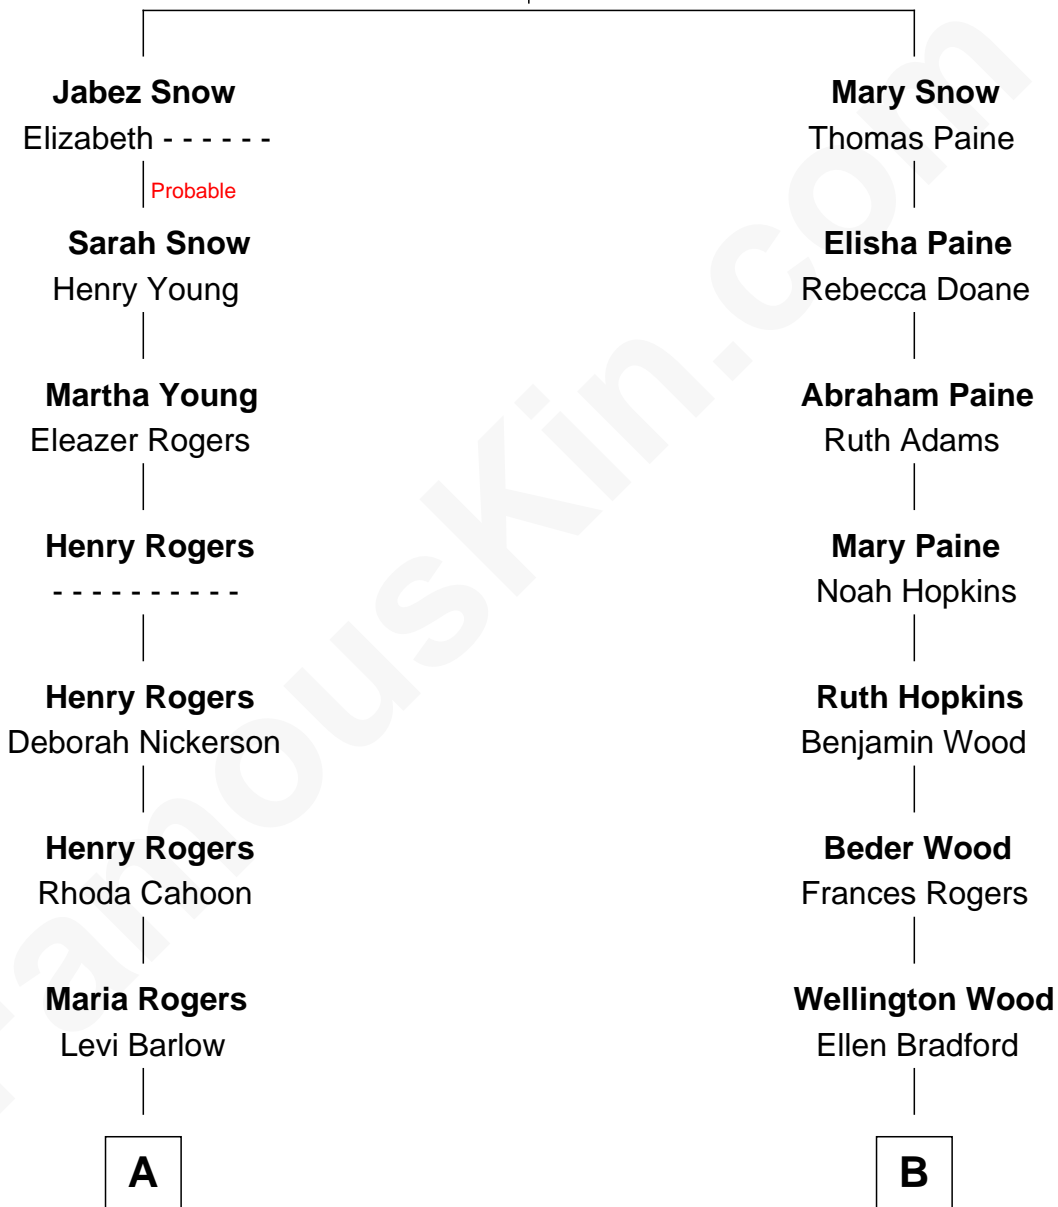 Jabez Snow
Elizabeth - - - - - -
Probable
Sarah Snow
Henry Young
Martha Young
Eleazer Rogers
Henry Rogers
- - - - - - - - - -
Henry Rogers
Deborah Nickerson
Henry Rogers
Rhoda Cahoon
Maria Rogers
Levi Barlow
A
Mary Snow
Thomas Paine
Elisha Paine
Rebecca Doane
Abraham Paine
Ruth Adams
Mary Paine
Noah Hopkins
Ruth Hopkins
Benjamin Wood
Beder Wood
Frances Rogers
Wellington Wood
Ellen Bradford
B
FamousKin.com